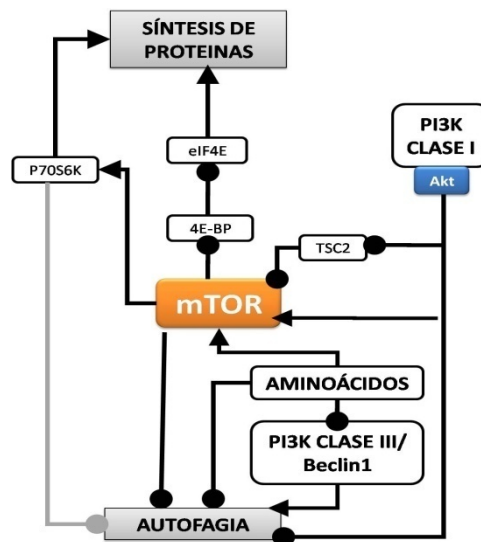 SÍNTESIS DE
PROTEINAS
PI3K
CLASE I
Akt
eIF4E
P70S6K
4E-BP
TSC2
mTOR
AMINOÁCIDOS
PI3K CLASE III/
Beclin1
AUTOFAGIA